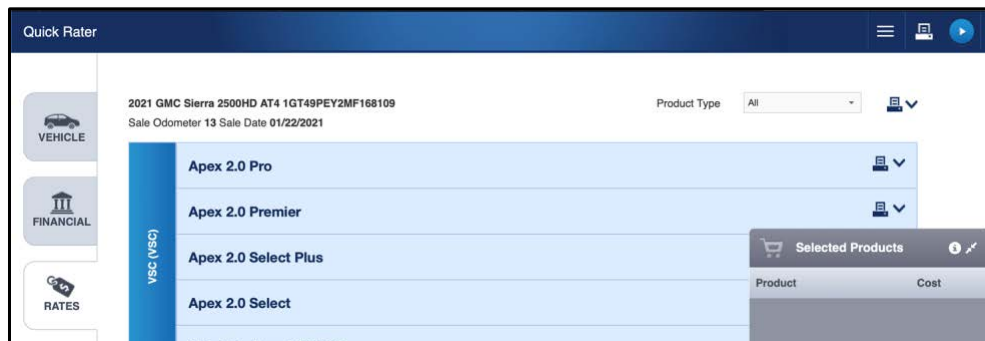 Quick Rater
VEHICLE
FINANCIAL
RATES
2021 GMC Sierra 2500HD AT4 1GT49PEY2MF168109
Sale Odometer 13 Sale Date 01/22/2021
Product Type All
VSC (VSC)
Apex 2.0 Pro
Apex 2.0 Premier
Apex 2.0 Select Plus
Apex 2.0 Select
Selected Products
Product Cost